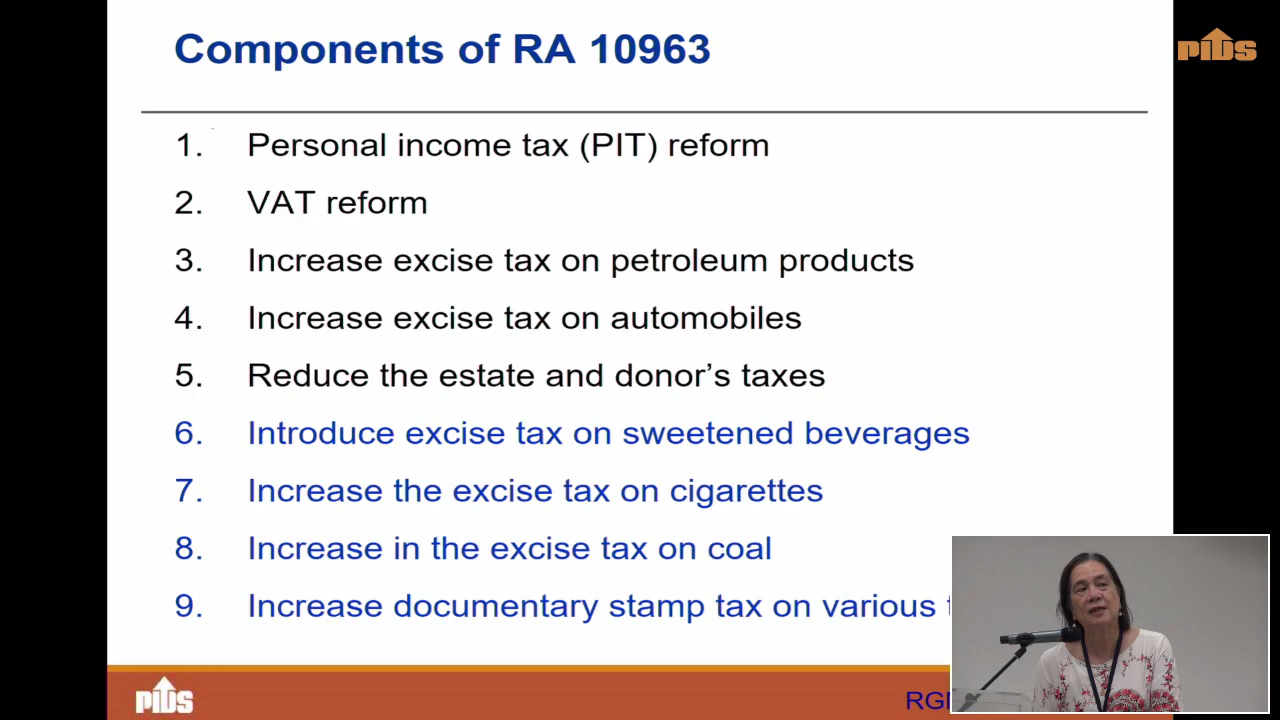 Components of RA 10963
PIDS
1. Personal income tax (PIT) reform
2. VAT reform
3. Increase excise tax on petroleum products
4. Increase excise tax on automobiles
5. Reduce the estate and donor's taxes
6. Introduce excise tax on sweetened beverages
7. Increase the excise tax on cigarettes
8. Increase in the excise tax on coal
9. Increase documentary stamp tax on various
PIDS